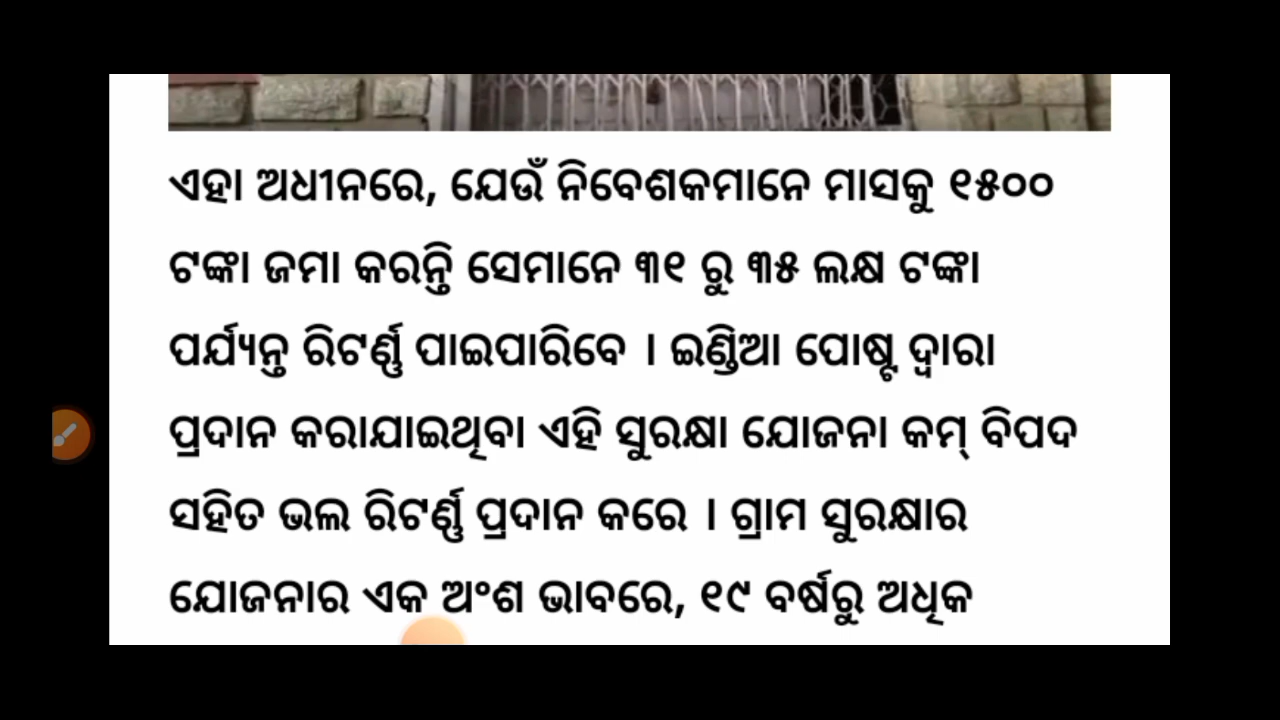 ଏହା ଅଧୀନରେ, ଯେଉଁ ନିବେଶକମାନେ ମାସକୁ ୧୫୦୦
ଟଙ୍କା ଜମା କରନ୍ତି ସେମାନେ ୩୧ ରୁ ୩୫ ଲକ୍ଷ ଟଙ୍କା
ପର୍ଯ୍ୟନ୍ତ ରିଟର୍ଣ୍ଣ ପାଇପାରିବେ । ଇଣ୍ଡିଆ ପୋଷ୍ଟ ଦ୍ୱାରା
ପ୍ରଦାନ କରାଯାଇଥିବା ଏହି ସୁରକ୍ଷା ଯୋଜନା କମ୍ ବିପଦ
ସହିତ ଭଲ ରିଟର୍ଣ୍ଣ ପ୍ରଦାନ କରେ । ଗ୍ରାମ ସୁରକ୍ଷାର
ଯୋଜନାର ଏକ ଅଂଶ ଭାବରେ, ୧୯ ବର୍ଷରୁ ଅଧିକ